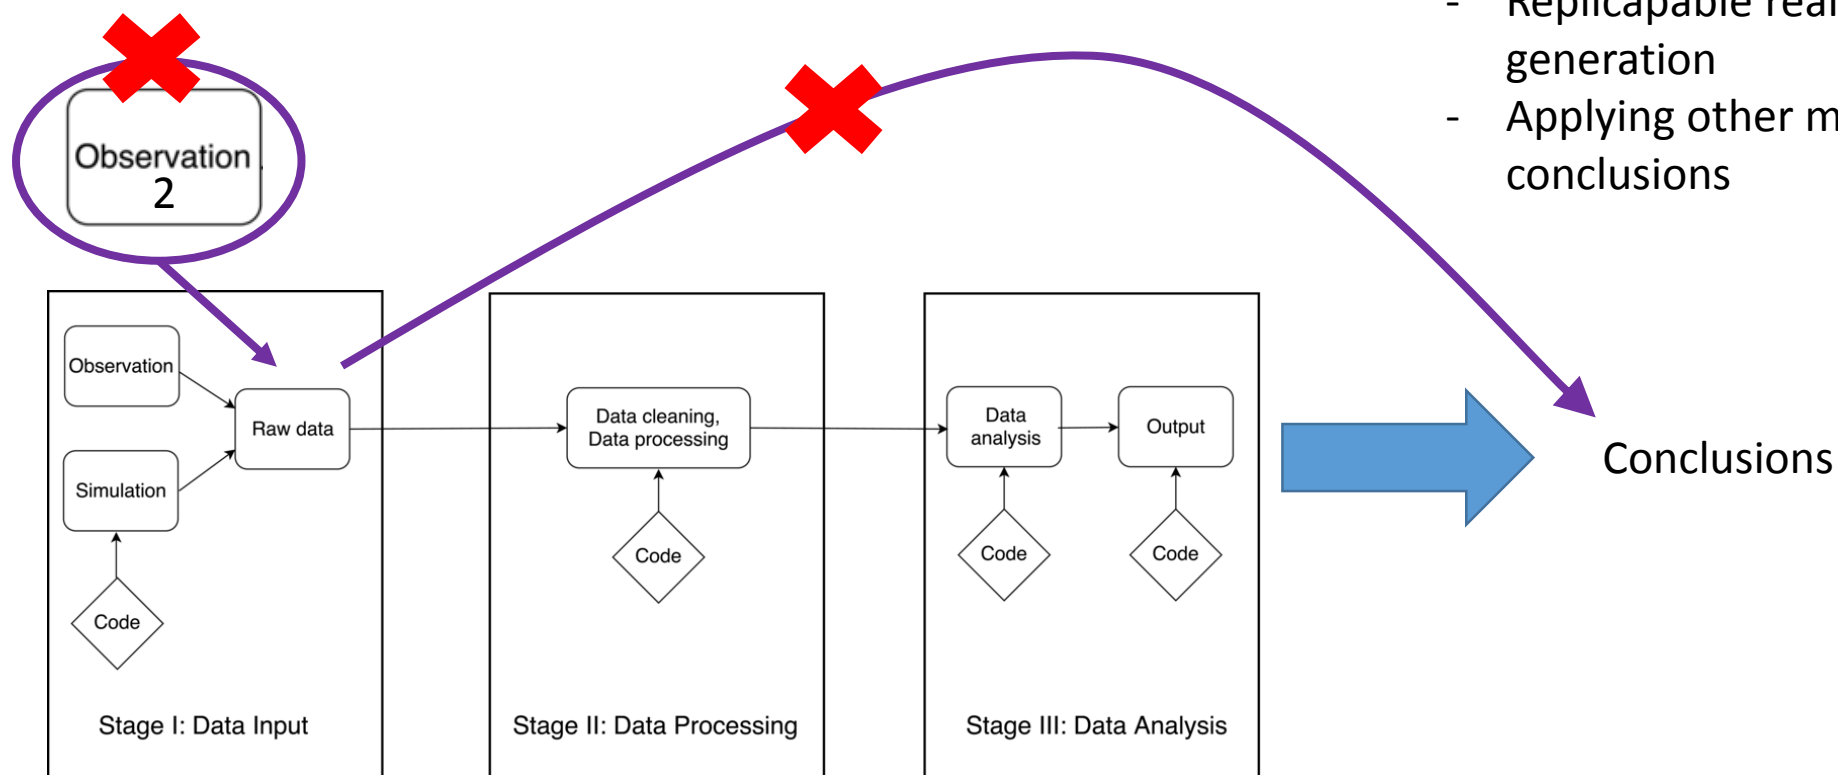 - Replicapable
generation
- Applying other
conclusions
Observation
2
Observation
Raw data
Simulation
Code
Data cleaning,
Data processing
Code
Data
analysis
Output
Code
Code
Conclusions
Stage I: Data Input
Stage II: Data Processing
Stage III: Data Analysis